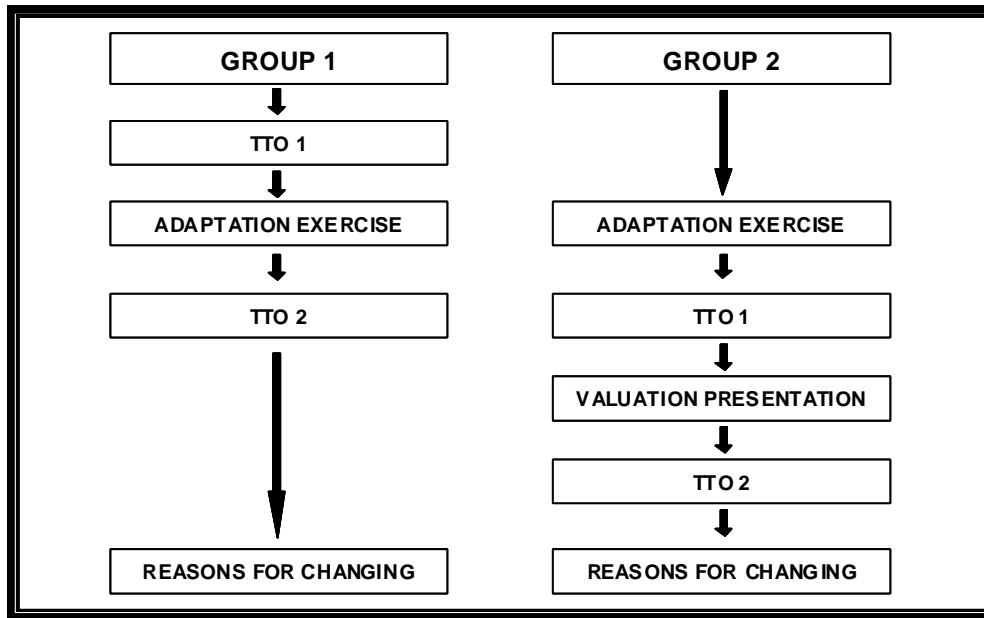 GROUP 1
TTO 1
ADAPTATION EXERCISE
TTO 2
REASONS FOR CHANGING
GROUP 2
ADAPTATION EXERCISE
TTO 1
VALUATION PRESENTATION
TTO 2
REASONS FOR CHANGING